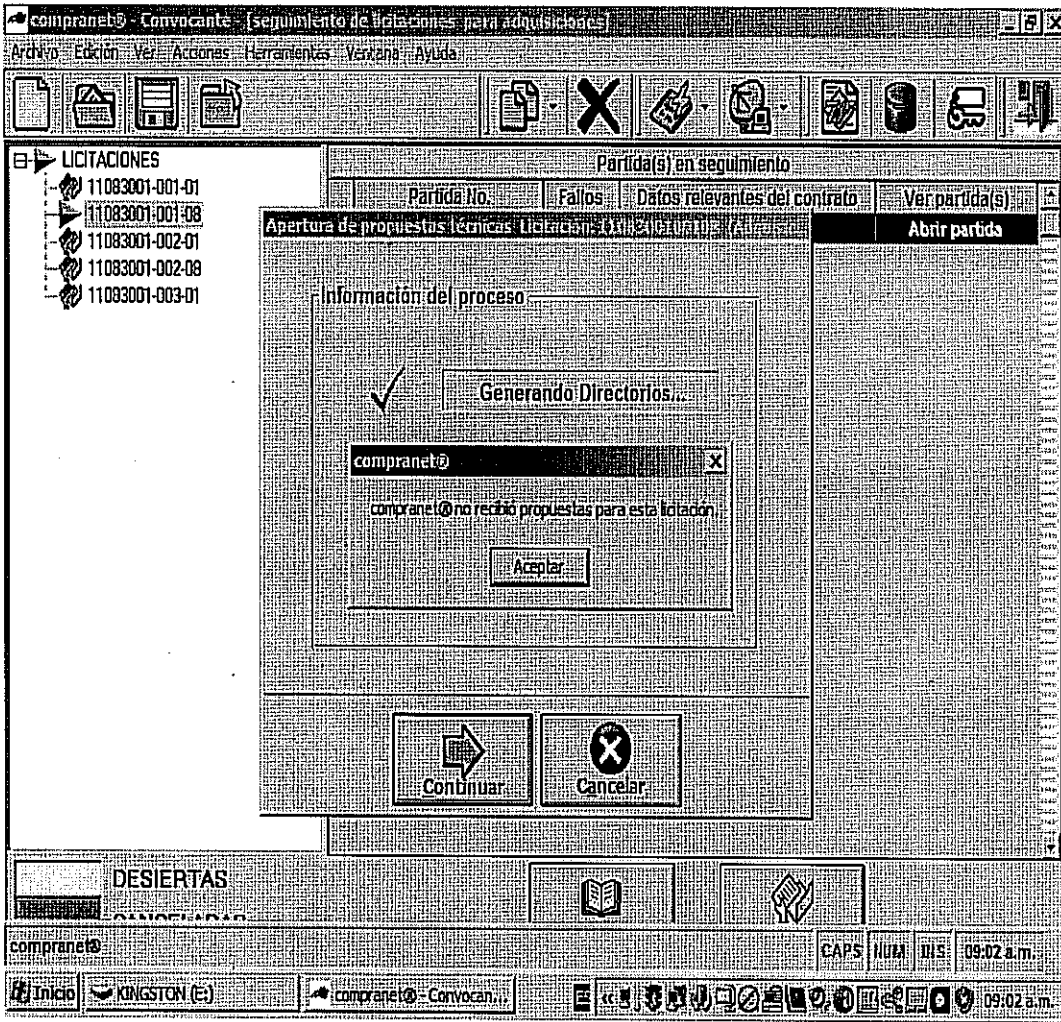 compranet® - Convocante - [seguimiento de licitaciones para adquisiciones]
Archivo Edición Ver Acciones Herramientas Ventana Ayuda
LICITACIONES
11083001-001-01
11083001-001-08
11083001-002-01
11083001-002-08
11083001-003-01
Partida(s) en seguimiento
Partida No. Fallos Datos relevantes del contrato Ver partida(s)
Abrir partida
Apertura de propuestas técnicas. Licitación:
Información del proceso
Generando Directorios...
compranet®
compranet® no recibió propuestas para esta licitación.
Aceptar
Continuar
Cancelar
DESIERTAS
CANCELADAS
compranet®
CAPS NUM INS 09:02 a.m.
Inicio KINGSTON (E:) compranet® - Convocan... 09:02 a.m.